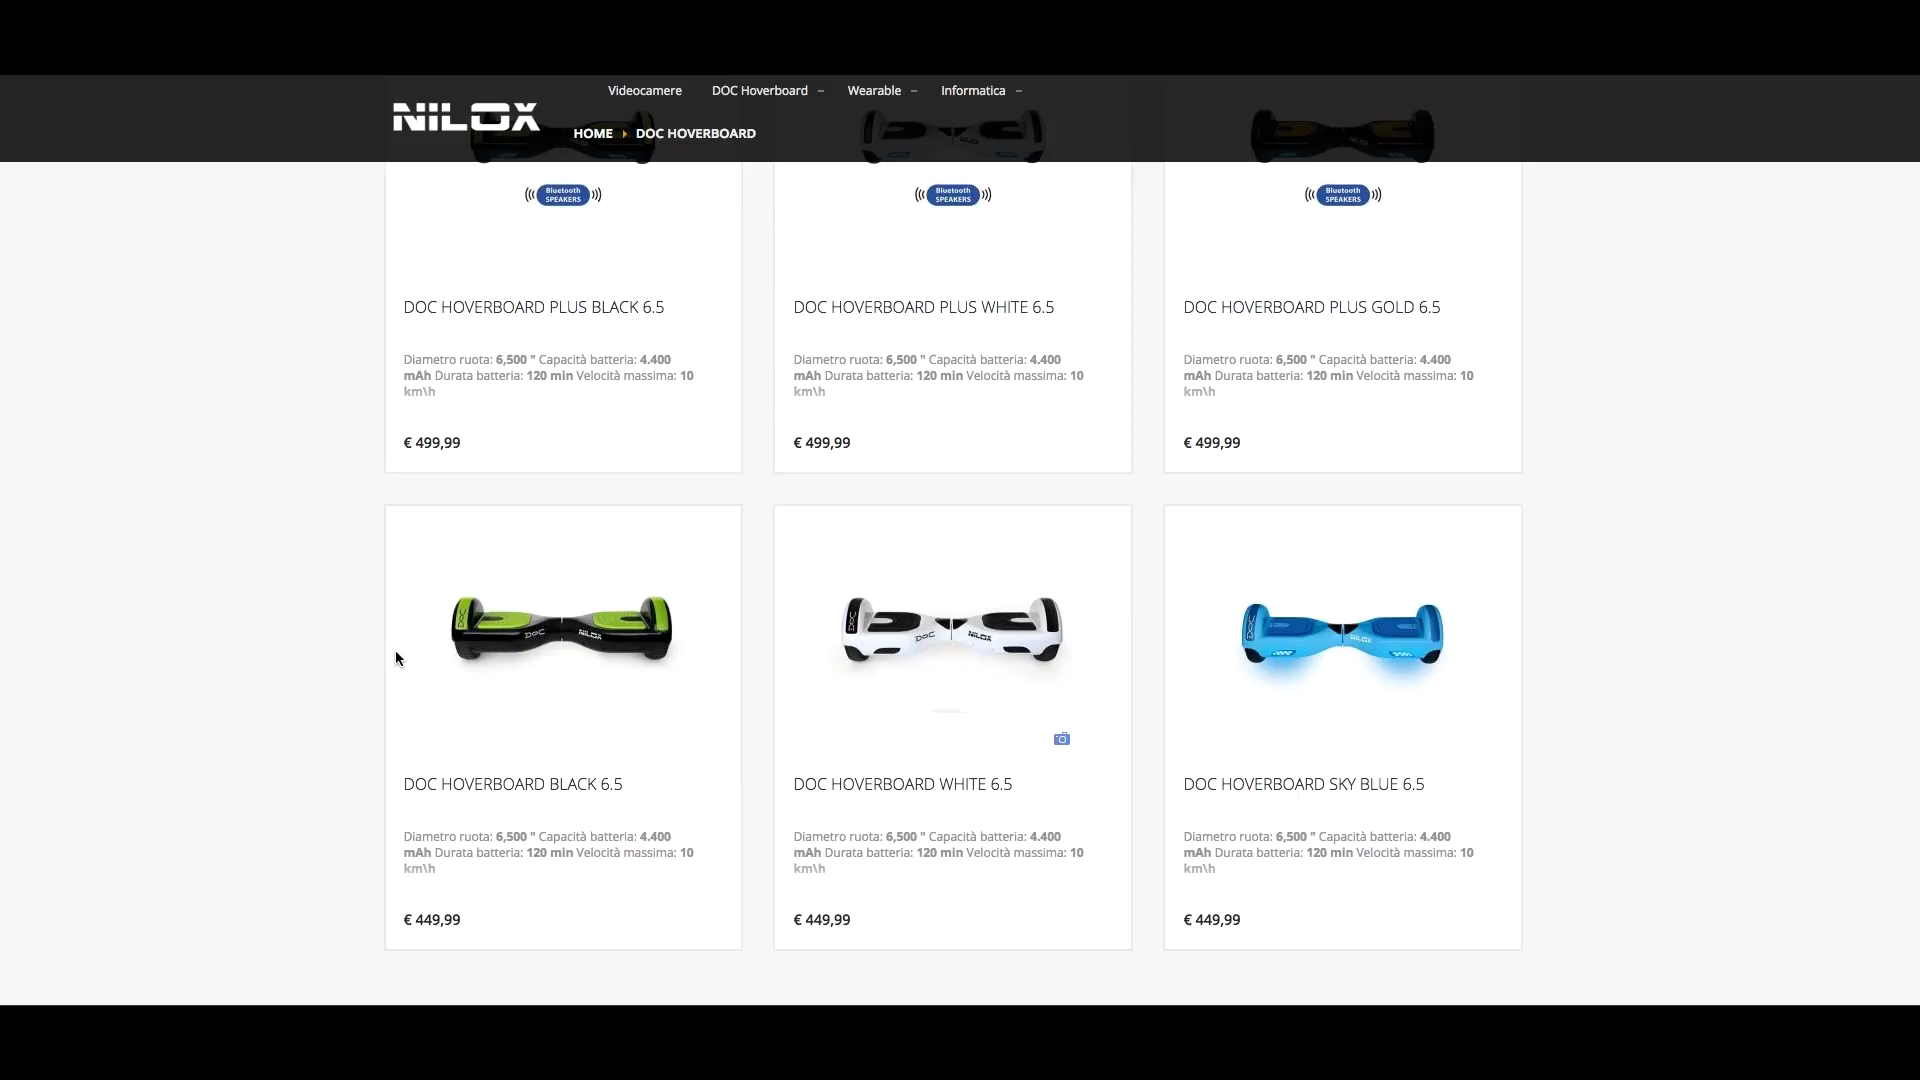 Videocamere DOC Hoverboard – Wearable – Informatica –
NILOX
HOME DOC HOVERBOARD
Bluetooth SPEAKERS
Bluetooth SPEAKERS
Bluetooth SPEAKERS
DOC HOVERBOARD PLUS BLACK 6.5
Diametro ruota: 6,500 " Capacità batteria: 4.400
mAh Durata batteria: 120 min Velocità massima: 10
km\h
€ 499,99
DOC HOVERBOARD PLUS WHITE 6.5
Diametro ruota: 6,500 " Capacità batteria: 4.400
mAh Durata batteria: 120 min Velocità massima: 10
km\h
€ 499,99
DOC HOVERBOARD PLUS GOLD 6.5
Diametro ruota: 6,500 " Capacità batteria: 4.400
mAh Durata batteria: 120 min Velocità massima: 10
km\h
€ 499,99
DOC NILOX
DOC HOVERBOARD BLACK 6.5
Diametro ruota: 6,500 " Capacità batteria: 4.400
mAh Durata batteria: 120 min Velocità massima: 10
km\h
€ 449,99
DOC NILOX
DOC HOVERBOARD WHITE 6.5
Diametro ruota: 6,500 " Capacità batteria: 4.400
mAh Durata batteria: 120 min Velocità massima: 10
km\h
€ 449,99
DOC NILOX
DOC HOVERBOARD SKY BLUE 6.5
Diametro ruota: 6,500 " Capacità batteria: 4.400
mAh Durata batteria: 120 min Velocità massima: 10
km\h
€ 449,99